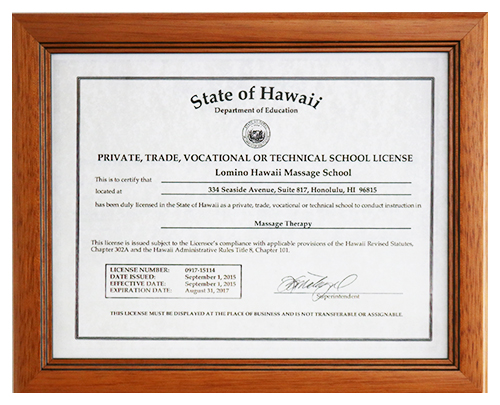 State of Hawaii
Department of Education
PRIVATE, TRADE, VOCATIONAL OR TECHNICAL SCHOOL LICENSE
This is to certify that Lomino Hawaii Massage School
located at 334 Seaside Avenue, Suite 817, Honolulu, HI 96815
has been duly licensed in the State of Hawaii as a private, trade, vocational or technical school to conduct instruction in
Massage Therapy
This license is issued subject to the Licensee's compliance with applicable provisions of the Hawaii Revised Statutes,
Chapter 302A and the Hawaii Administrative Rules Title 8, Chapter 101.
LICENSE NUMBER: 0917-15114
DATE ISSUED: September 1, 2015
EFFECTIVE DATE: September 1, 2015
EXPIRATION DATE: August 31, 2017
Superintendent
THIS LICENSE MUST BE DISPLAYED AT THE PLACE OF BUSINESS AND IS NOT TRANSFERABLE OR ASSIGNABLE.